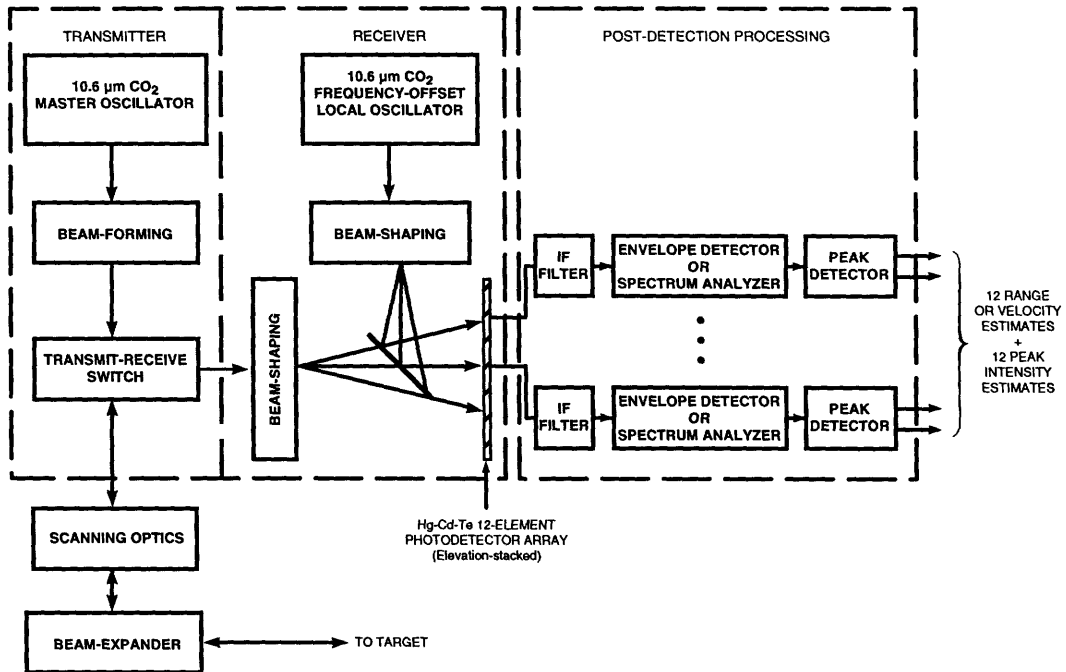 TRANSMITTER
RECEIVER
POST-DETECTION PROCESSING
10.6 µm CO2
MASTER OSCILLATOR
10.6 µm CO2
FREQUENCY-OFFSET
LOCAL OSCILLATOR
BEAM-FORMING
BEAM-SHAPING
TRANSMIT-RECEIVE
SWITCH
BEAM-SHAPING
IF
FILTER
ENVELOPE DETECTOR
OR
SPECTRUM ANALYZER
PEAK
DETECTOR
IF
FILTER
ENVELOPE DETECTOR
OR
SPECTRUM ANALYZER
PEAK
DETECTOR
12 RANGE
OR VELOCITY
ESTIMATES
+
12 PEAK
INTENSITY
ESTIMATES
Hg-Cd-Te 12-ELEMENT
PHOTODETECTOR ARRAY
(Elevation-stacked)
SCANNING OPTICS
BEAM-EXPANDER
TO TARGET